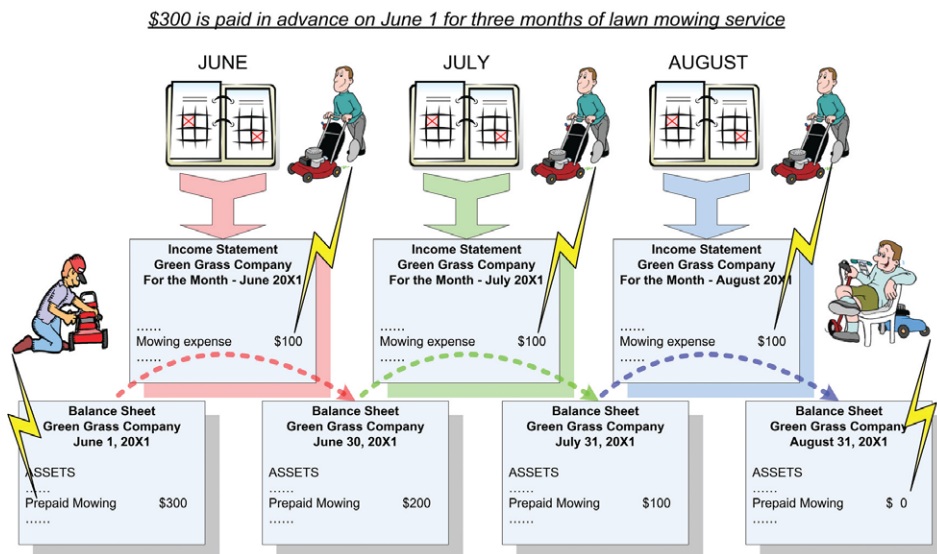 $300 is paid in advance on June 1 for three months of lawn mowing service
JUNE
JULY
AUGUST
Income Statement
Green Grass Company
For the Month - June 20X1
......
Mowing expense $100
......
Income Statement
Green Grass Company
For the Month - July 20X1
......
Mowing expense $100
......
Income Statement
Green Grass Company
For the Month - August 20X1
......
Mowing expense $100
......
Balance Sheet
Green Grass Company
June 1, 20X1
ASSETS
......
Prepaid Mowing $300
......
Balance Sheet
Green Grass Company
June 30, 20X1
ASSETS
......
Prepaid Mowing $200
......
Balance Sheet
Green Grass Company
July 31, 20X1
ASSETS
......
Prepaid Mowing $100
......
Balance Sheet
Green Grass Company
August 31, 20X1
ASSETS
......
Prepaid Mowing $ 0
......